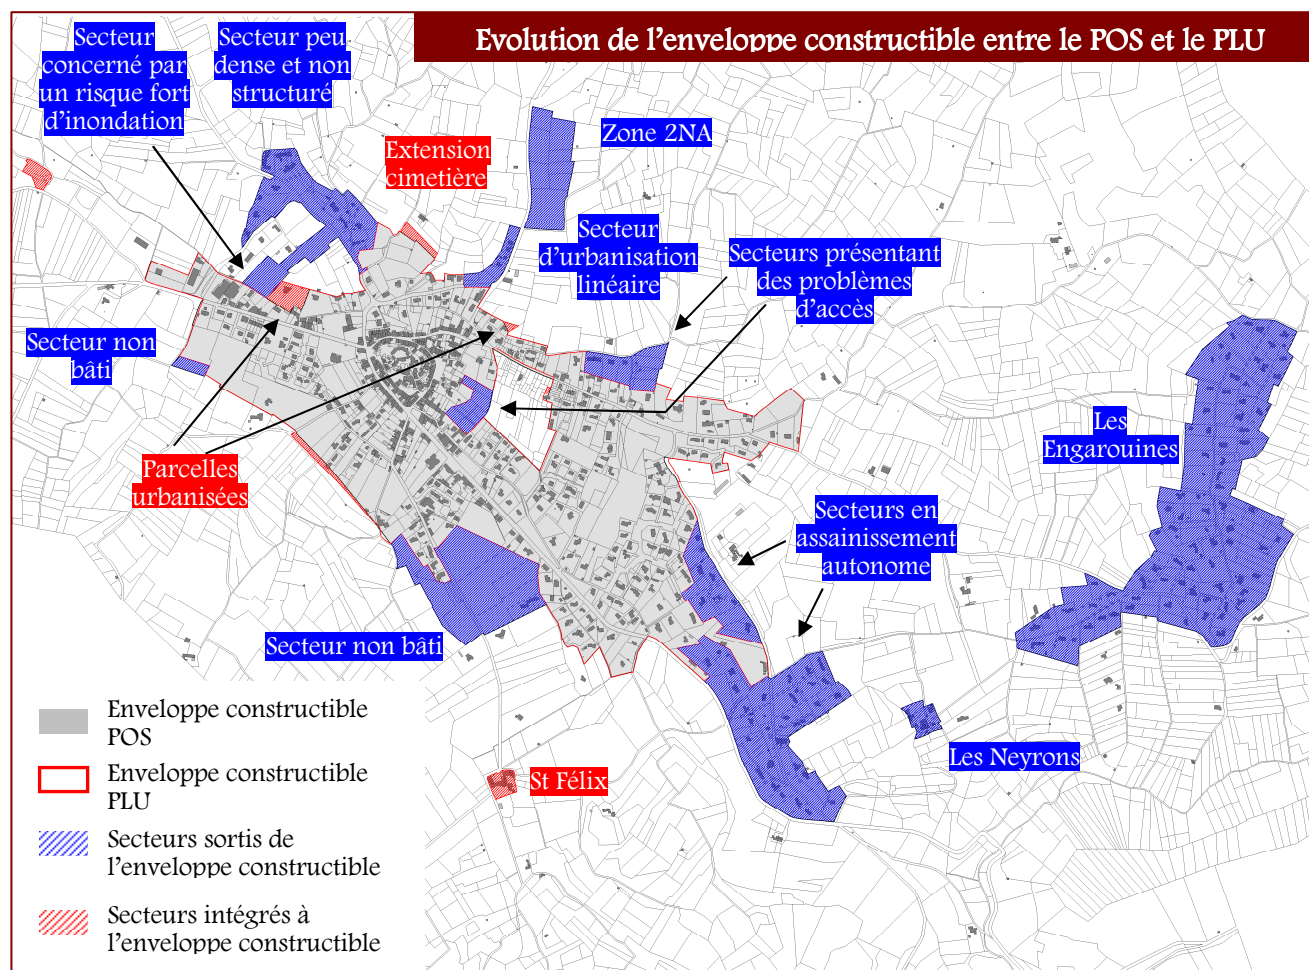 Evolution de l'enveloppe constructible entre le POS et le PLU
Secteur
concerné par
un risque fort
d'inondation
Secteur peu
dense et non
structuré
Extension
cimetière
Zone 2NA
Secteur
d'urbanisation
linéaire
Secteurs présentant
des problèmes
d'accès
Secteur non
bâti
Parcelles
urbanisées
Les
Engarouines
Secteurs en
assainissement
autonome
Secteur non bâti
Les Neyrons
St Félix
Enveloppe constructible
POS
Enveloppe constructible
PLU
Secteurs sortis de
l'enveloppe constructible
Secteurs intégrés à
l'enveloppe constructible